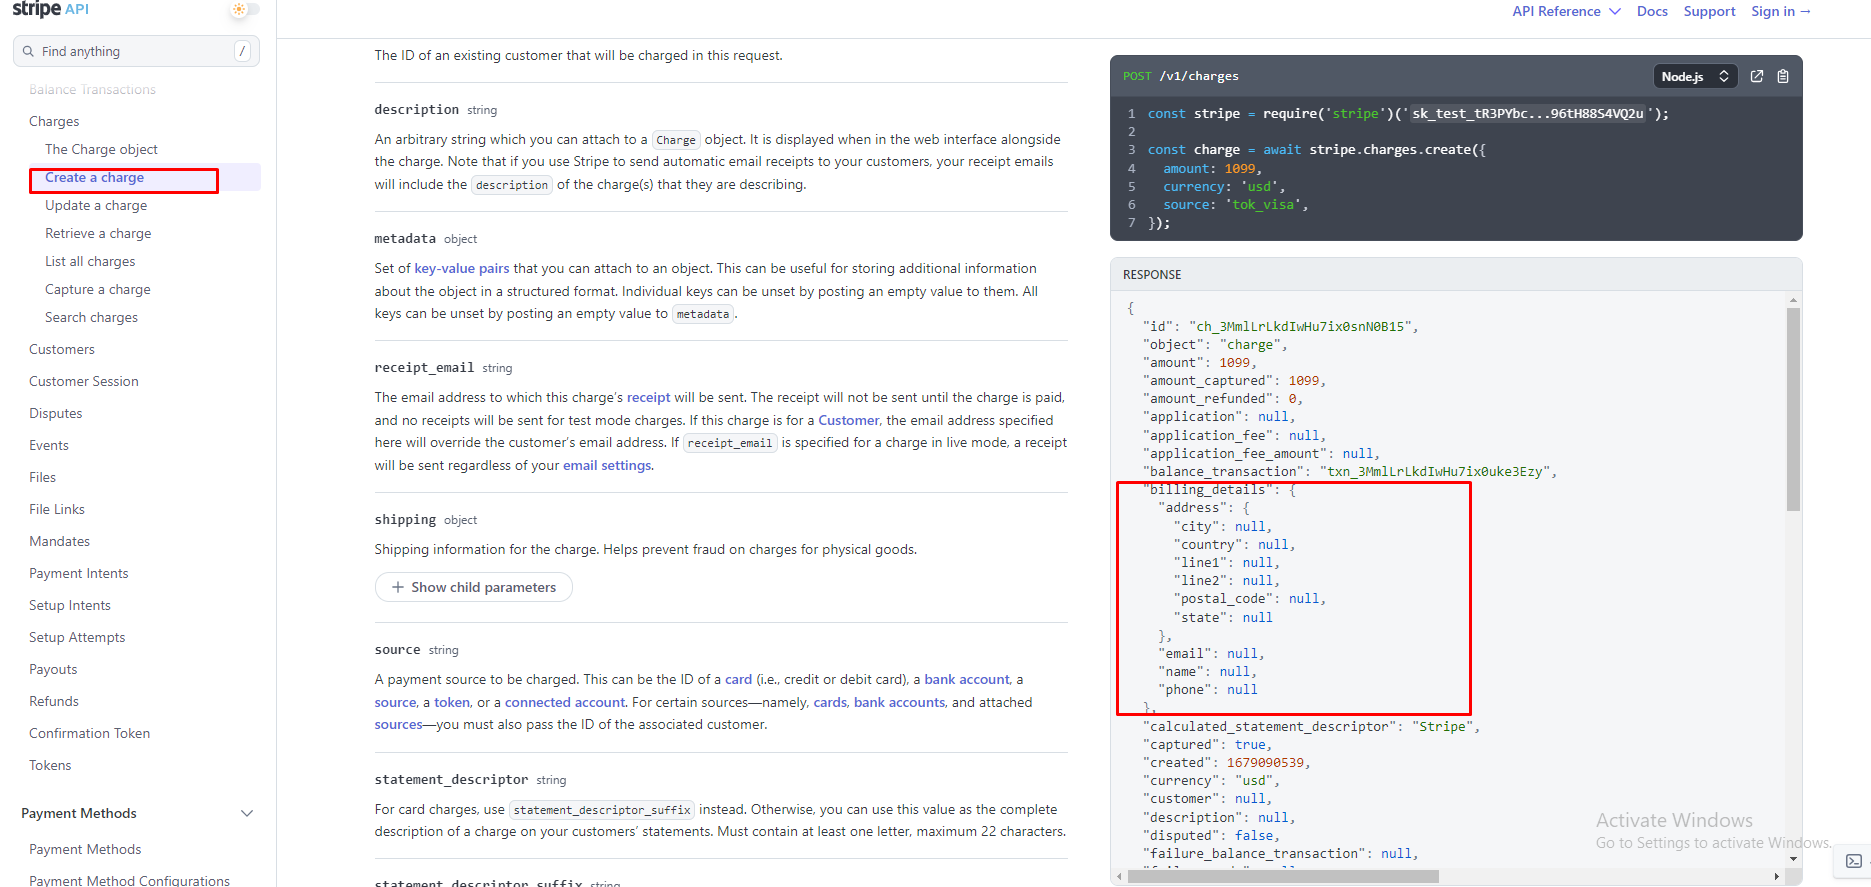 stripe API
API Reference
Docs
Support
Sign in →
Find anything
/
Balance Transactions
Charges
The Charge object
Create a charge
Update a charge
Retrieve a charge
List all charges
Capture a charge
Search charges
Customers
Customer Session
Disputes
Events
Files
File Links
Mandates
Payment Intents
Setup Intents
Setup Attempts
Payouts
Refunds
Confirmation Token
Tokens
Payment Methods
Payment Methods
Payment Method Configurations
The ID of an existing customer that will be charged in this request.
description string
An arbitrary string which you can attach to a Charge object. It is displayed when in the web interface alongside
the charge. Note that if you use Stripe to send automatic email receipts to your customers, your receipt emails
will include the description of the charge(s) that they are describing.
metadata object
Set of key-value pairs that you can attach to an object. This can be useful for storing additional information
about the object in a structured format. Individual keys can be unset by posting an empty value to them. All
keys can be unset by posting an empty value to metadata.
receipt_email string
The email address to which this charge's receipt will be sent. The receipt will not be sent until the charge is paid,
and no receipts will be sent for test mode charges. If this charge is for a Customer, the email address specified
here will override the customer's email address. If receipt_email is specified for a charge in live mode, a receipt
will be sent regardless of your email settings.
shipping object
Shipping information for the charge. Helps prevent fraud on charges for physical goods.
+ Show child parameters
source string
A payment source to be charged. This can be the ID of a card (i.e., credit or debit card), a bank account, a
source, a token, or a connected account. For certain sources—namely, cards, bank accounts, and attached
sources—you must also pass the ID of the associated customer.
statement_descriptor string
For card charges, use statement_descriptor_suffix instead. Otherwise, you can use this value as the complete
description of a charge on your customers' statements. Must contain at least one letter, maximum 22 characters.
statement_descriptor_suffix string
POST /v1/charges
Node.js
1 const stripe = require('stripe')('sk_test_tR3PYbc...96tH88S4VQ2u');
2
3 const charge = await stripe.charges.create({
4 amount: 1099,
5 currency: 'usd',
6 source: 'tok_visa',
7 });
RESPONSE
{
"id": "ch_3MmlLrLkdIwHu7ix0snN0B15",
"object": "charge",
"amount": 1099,
"amount_captured": 1099,
"amount_refunded": 0,
"application": null,
"application_fee": null,
"application_fee_amount": null,
"balance_transaction": "txn_3MmlLrLkdIwHu7ix0uke3Ezy",
"billing_details": {
"address": {
"city": null,
"country": null,
"line1": null,
"line2": null,
"postal_code": null,
"state": null
},
"email": null,
"name": null,
"phone": null
},
"calculated_statement_descriptor": "Stripe",
"captured": true,
"created": 1679090539,
"currency": "usd",
"customer": null,
"description": null,
"disputed": false,
"failure_balance_transaction": null,
Activate Windows
Go to Settings to activate Windows.